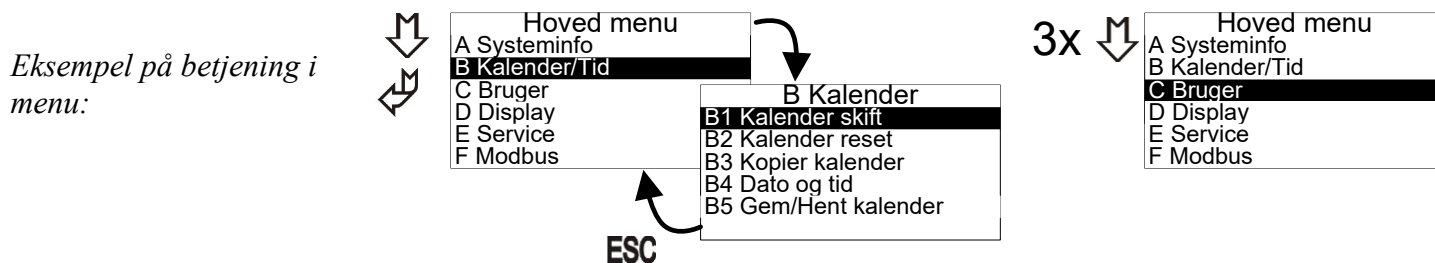 Eksempel på betjening i
menu:
Hoved menu
A Systeminfo
B Kalender/Tid
C Bruger
D Display
E Service
F Modbus
B Kalender
B1 Kalender skift
B2 Kalender reset
B3 Kopier kalender
B4 Dato og tid
B5 Gem/Hent kalender
ESC
3x
Hoved menu
A Systeminfo
B Kalender/Tid
C Bruger
D Display
E Service
F Modbus